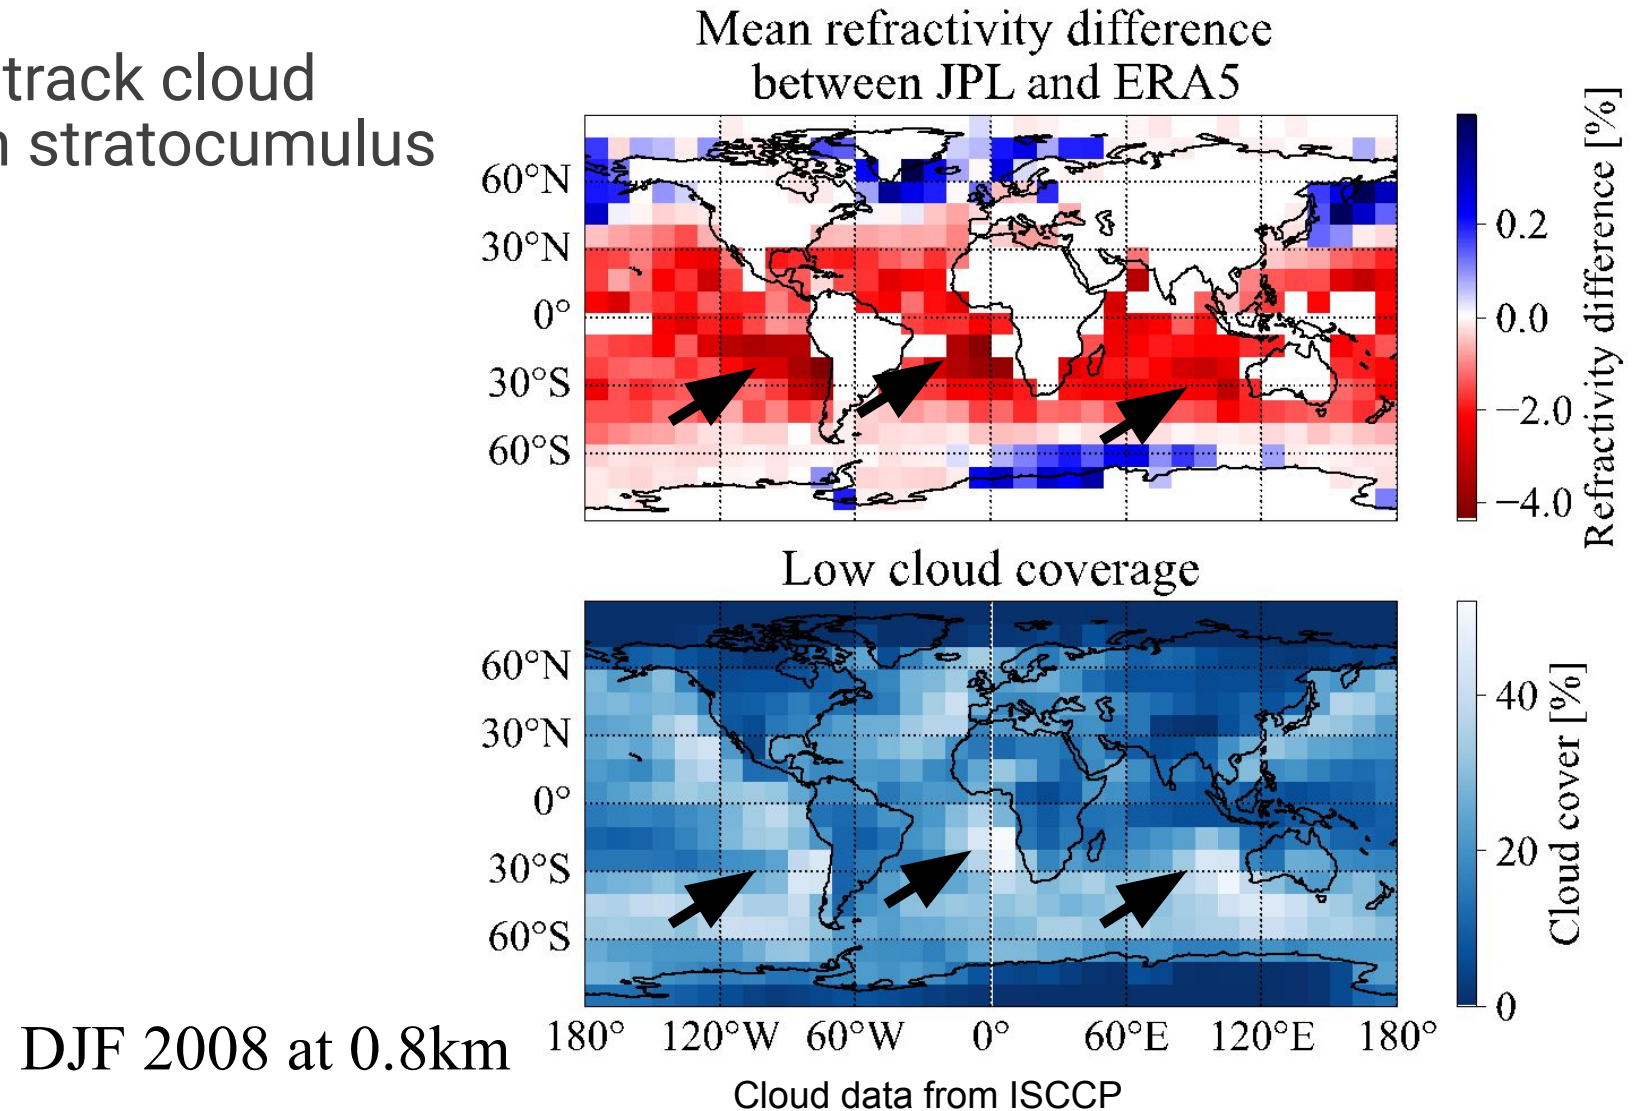 track cloud
stratocumulus
Mean refractivity difference
between JPL and ERA5
60°N
30°N
0°
30°S
60°S
0.2
0.0
−2.0
−4.0
Refractivity difference [%]
Low cloud coverage
60°N
30°N
0°
30°S
60°S
40
20
0
Cloud cover [%]
180° 120°W 60°W 0° 60°E 120°E 180°
DJF 2008 at 0.8km
Cloud data from ISCCP